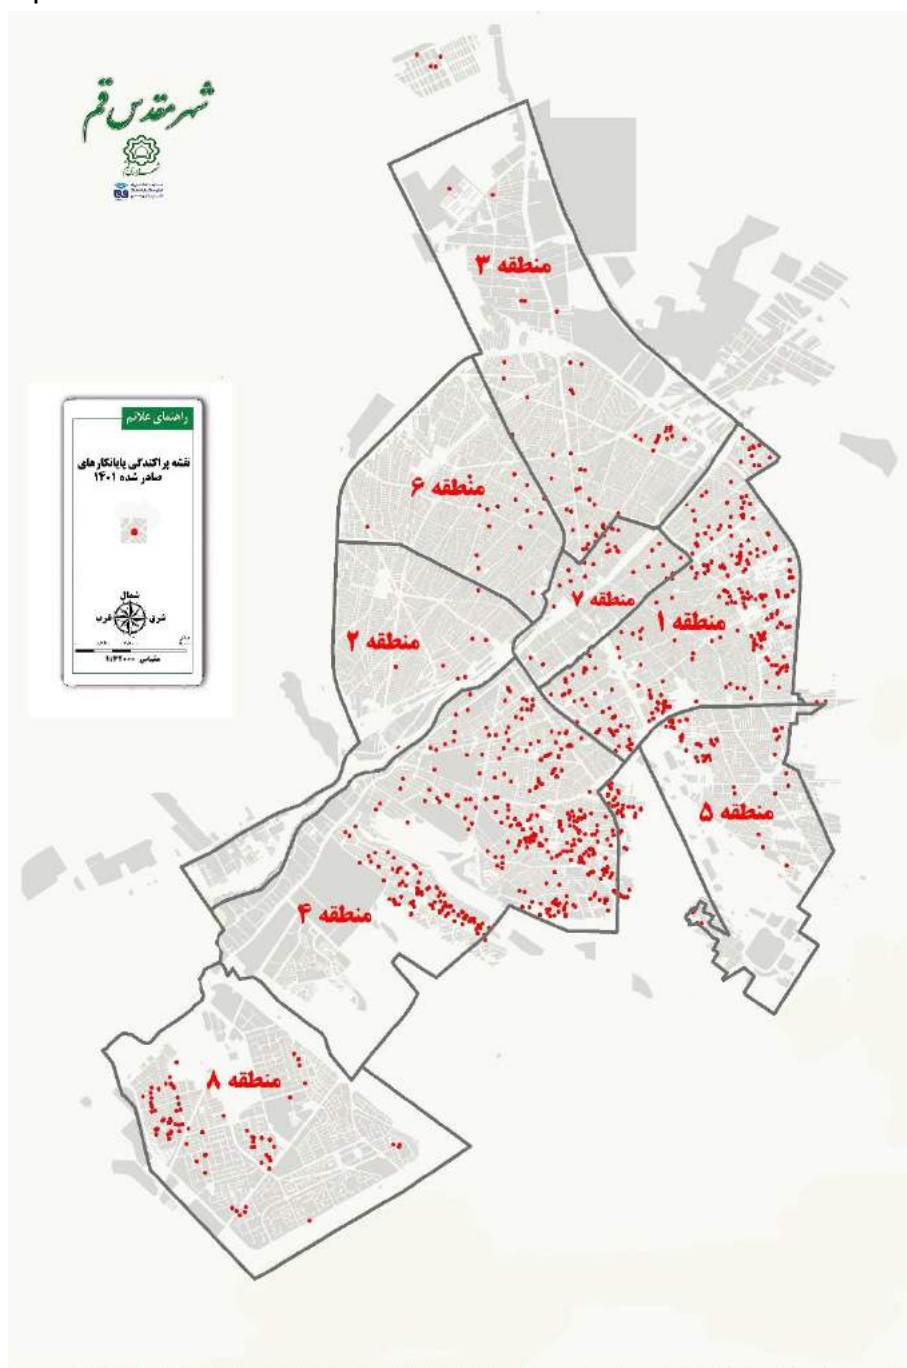 شهر مقدس قم
منطقه ۳
منطقه ۶
منطقه ۷
منطقه ۱
منطقه ۲
منطقه ۵
منطقه ۴
منطقه ۸
راهنمای علائم
نقشه پراکندگی پایانکارهای
صادر شده ۱۴۰۱
شمال
غرب
شرق
مقیاس